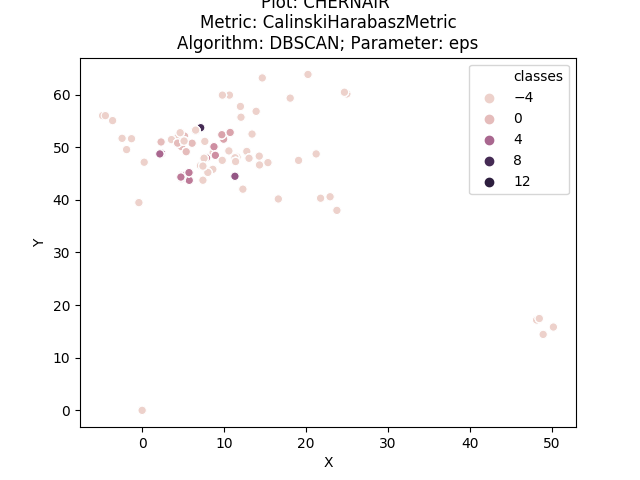 Plot: CHERNAIR
Metric: CalinskiHarabaszMetric
Algorithm: DBSCAN; Parameter: eps
classes
−4
0
4
8
12
60
50
40
30
20
10
0
Y
0 10 20 30 40 50
X